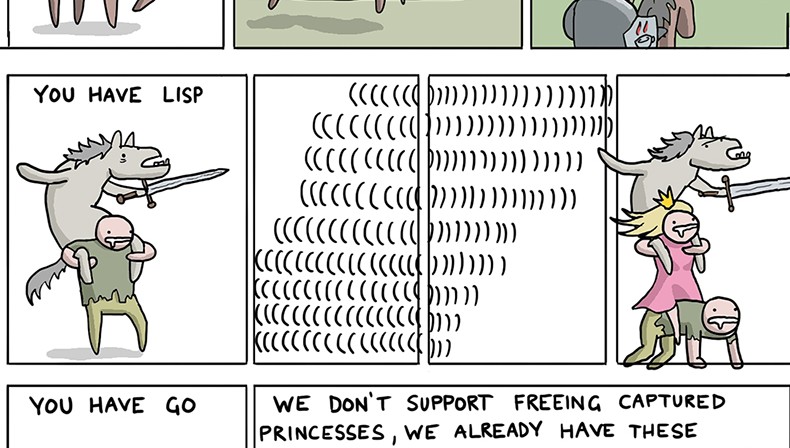 YOU HAVE LISP
YOU HAVE GO
WE DON'T SUPPORT FREEING CAPTURED
PRINCESSES, WE ALREADY HAVE THESE